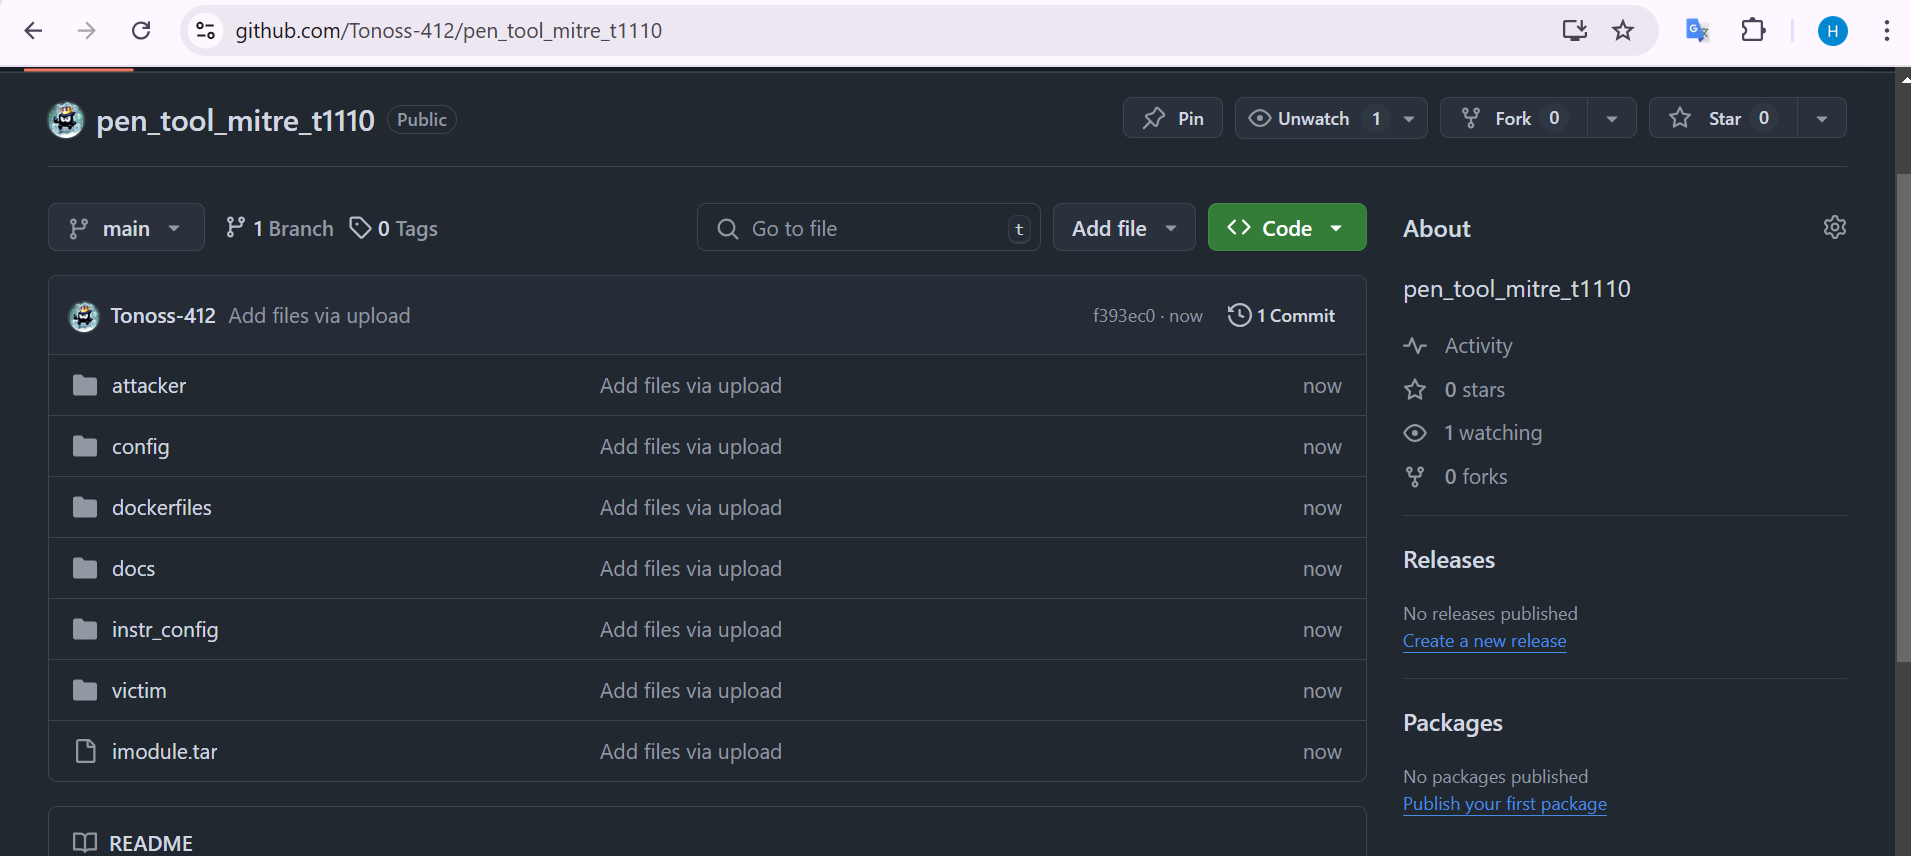 github.com/Tonoss-412/pen_tool_mitre_t1110
H
pen_tool_mitre_t1110 Public
Pin
Unwatch 1
Fork 0
Star 0
main
1 Branch
0 Tags
Go to file
t
Add file
Code
Tonoss-412 Add files via upload
f393ec0 · now
1 Commit
attacker Add files via upload now
config Add files via upload now
dockerfiles Add files via upload now
docs Add files via upload now
instr_config Add files via upload now
victim Add files via upload now
imodule.tar Add files via upload now
README
About
pen_tool_mitre_t1110
Activity
0 stars
1 watching
0 forks
Releases
No releases published
Create a new release
Packages
No packages published
Publish your first package